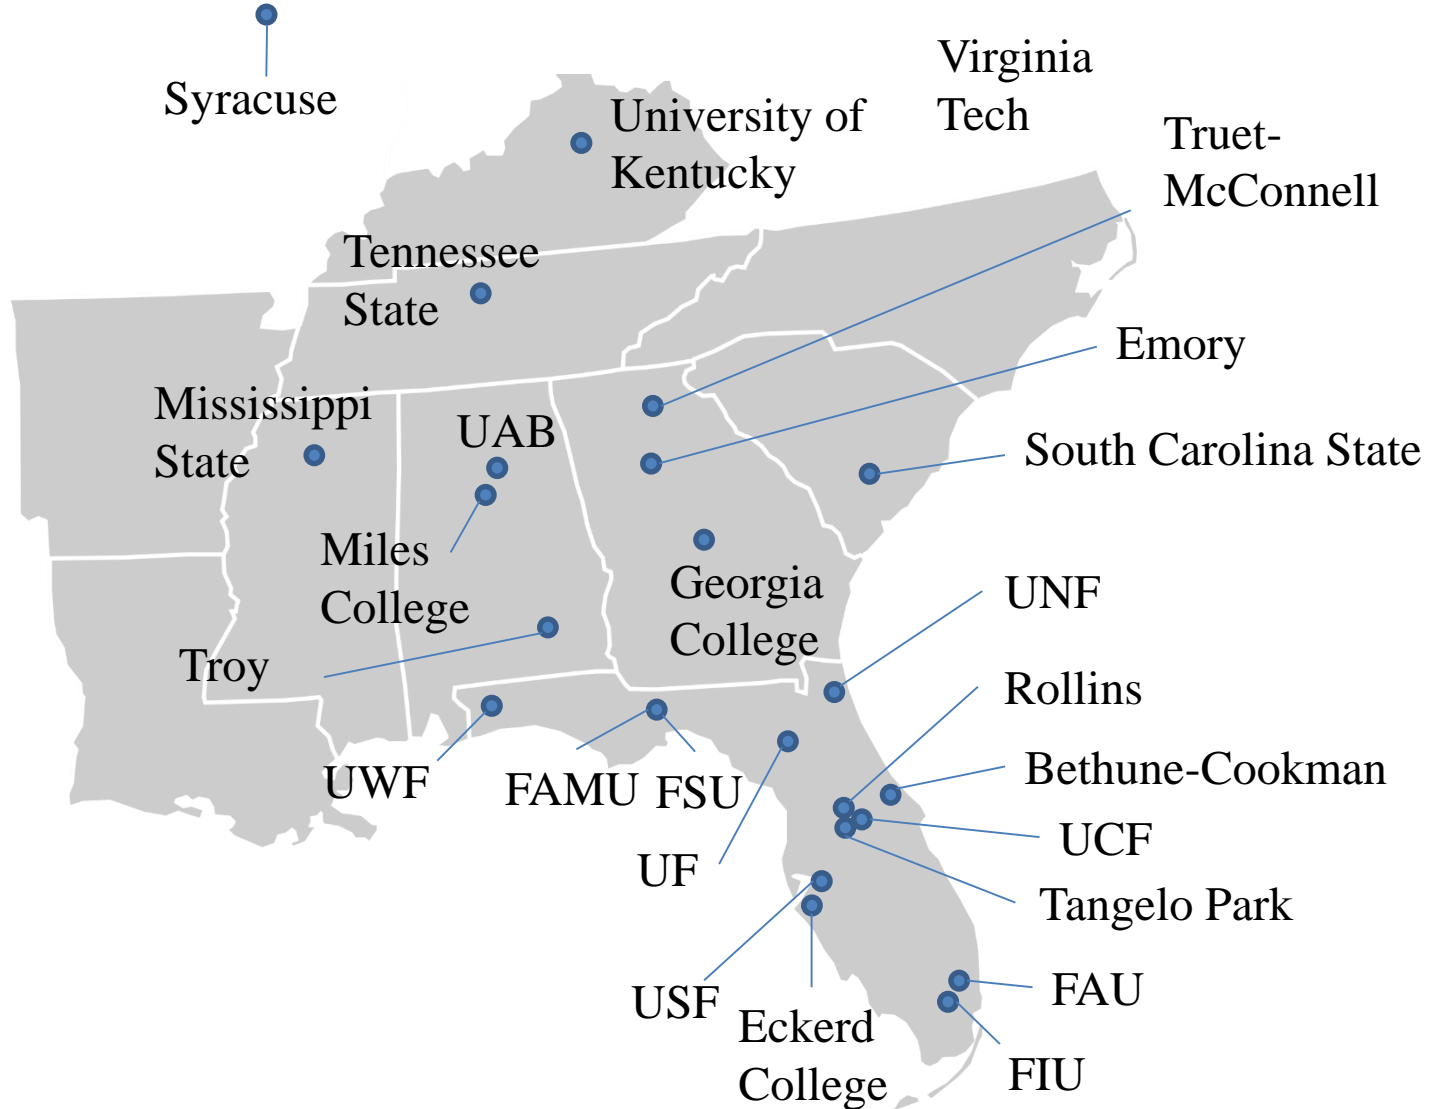 Syracuse
Virginia
Tech
University of
Kentucky
Truet-
McConnell
Tennessee
State
Emory
Mississippi
State
UAB
South Carolina State
Miles
College
Georgia
College
UNF
Troy
Rollins
UWF
FAMU
FSU
Bethune-Cookman
UCF
UF
Tangelo Park
USF
Eckerd
College
FAU
FIU